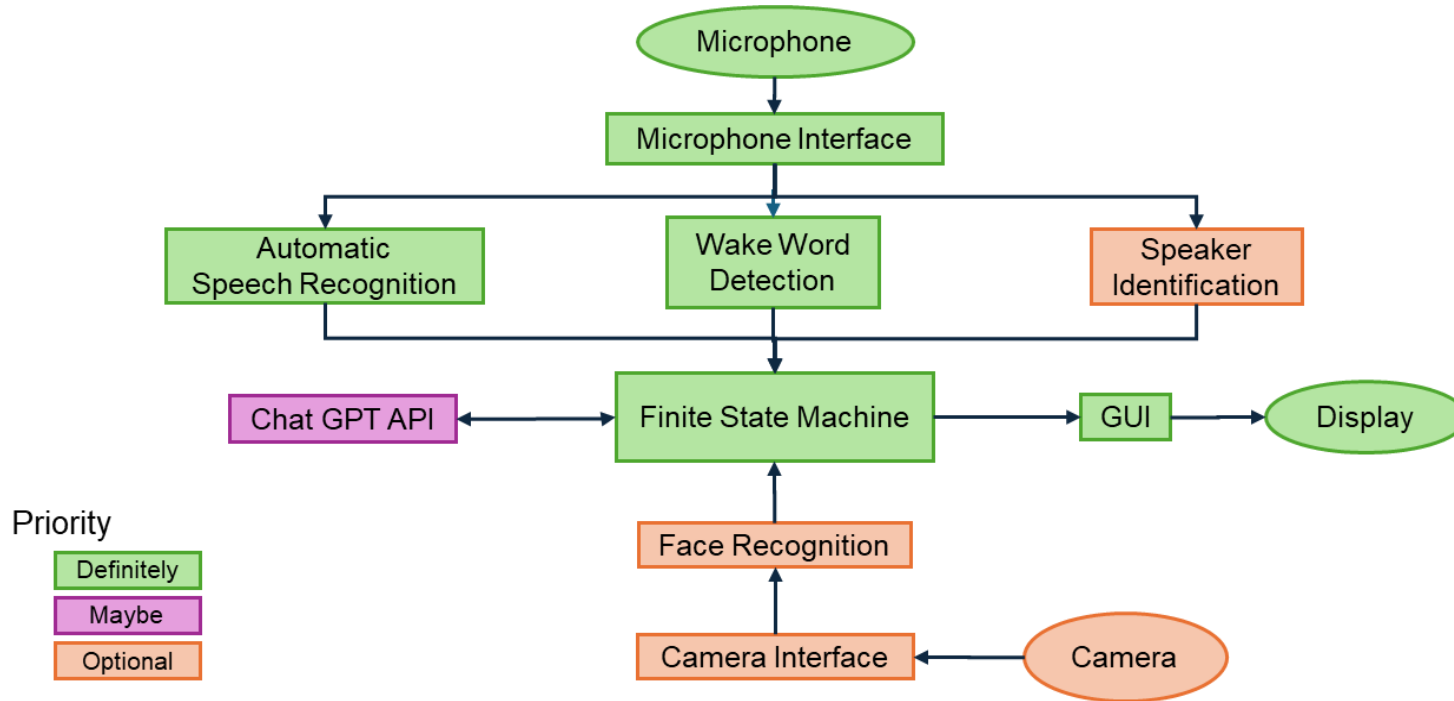 Microphone
Microphone Interface
Automatic
Speech Recognition
Wake Word
Detection
Speaker
Identification
Chat GPT API
Finite State Machine
GUI
Display
Priority
Definitely
Maybe
Optional
Face Recognition
Camera Interface
Camera